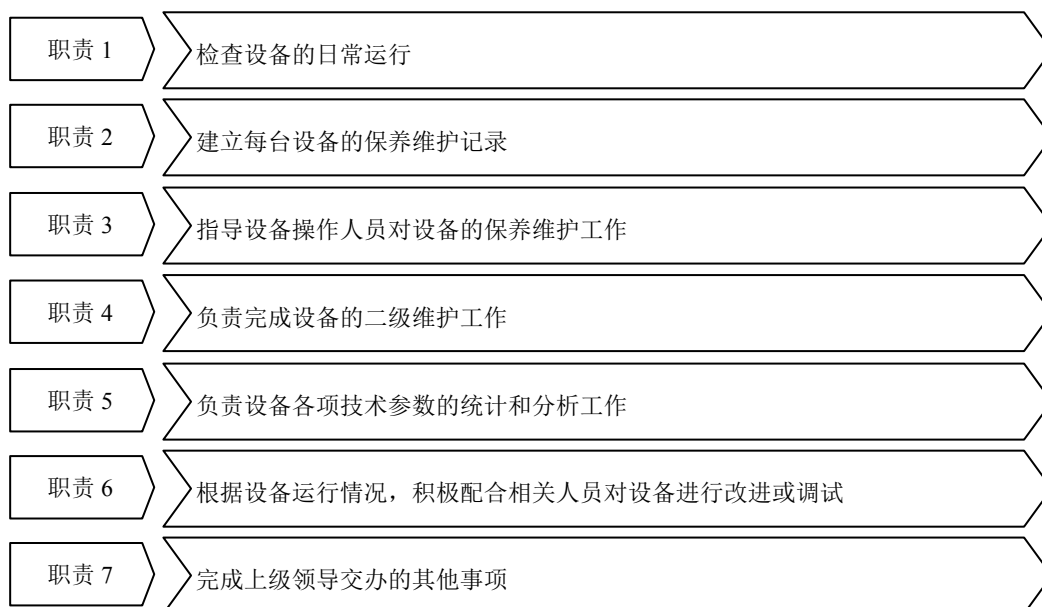 职责 1
检查设备的日常运行
职责 2
建立每台设备的保养维护记录
职责 3
指导设备操作人员对设备的保养维护工作
职责 4
负责完成设备的二级维护工作
职责 5
负责设备各项技术参数的统计和分析工作
职责 6
根据设备运行情况，积极配合相关人员对设备进行改进或调试
职责 7
完成上级领导交办的其他事项